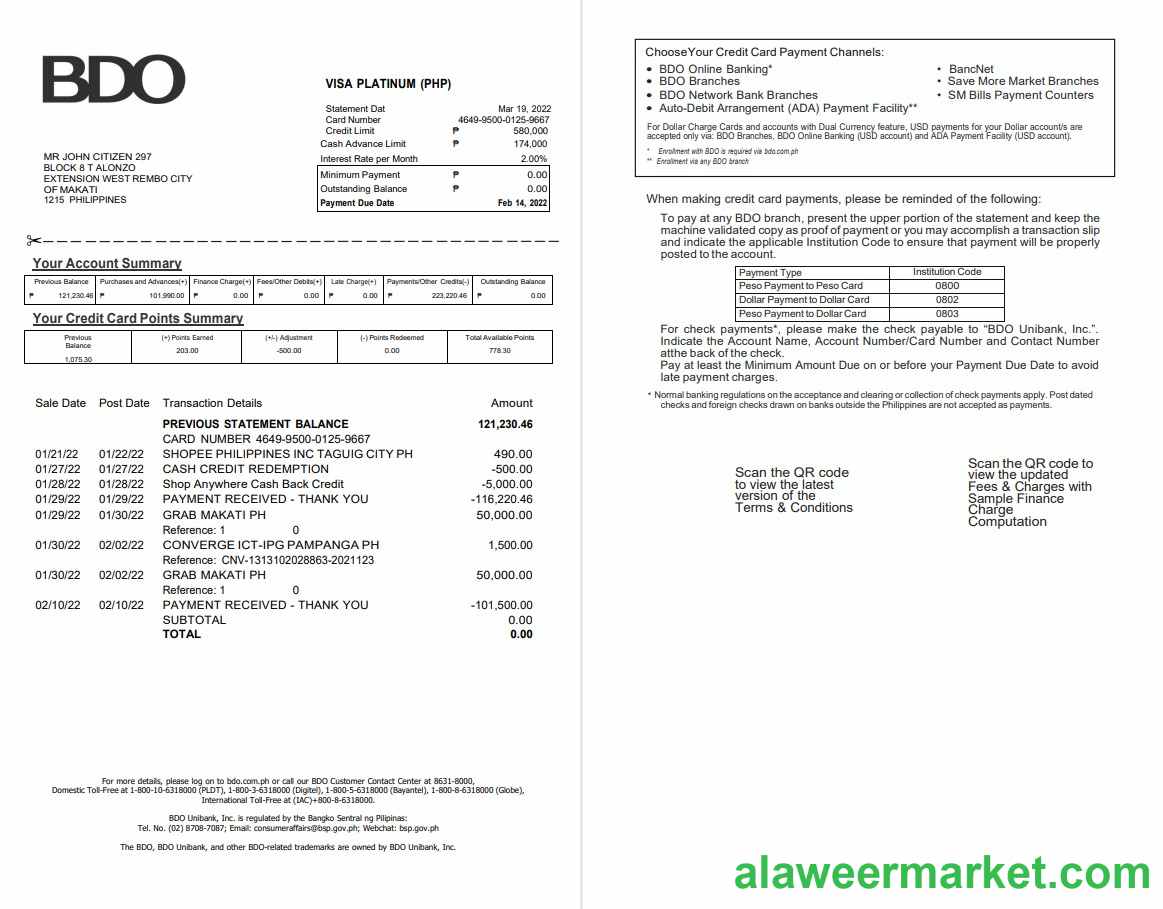 BDO
VISA PLATINUM (PHP)
Statement Dat Mar 19, 2022
Card Number 4649-9500-0125-9667
Credit Limit ₱ 580,000
Cash Advance Limit ₱ 174,000
Interest Rate per Month 2.00%
Minimum Payment ₱ 0.00
Outstanding Balance ₱ 0.00
Payment Due Date Feb 14, 2022
MR JOHN CITIZEN 297
BLOCK 8 T ALONZO
EXTENSION WEST REMBO CITY
OF MAKATI
1215 PHILIPPINES
Your Account Summary
Previous Balance Purchases and Advances(+) Finance Charge(+) Fees/Other Debits(+) Late Charge(+) Payments/Other Credits(-) Outstanding Balance
₱ 121,230.46 ₱ 101,990.00 ₱ 0.00 ₱ 0.00 ₱ 0.00 ₱ 223,220.46 ₱ 0.00
Your Credit Card Points Summary
Previous (+) Points Earned (+/-) Adjustment (-) Points Redeemed Total Available Points
Balance
1,075.30 203.00 -500.00 0.00 778.30
Sale Date Post Date Transaction Details Amount
PREVIOUS STATEMENT BALANCE 121,230.46
CARD NUMBER 4649-9500-0125-9667
01/21/22 01/22/22 SHOPEE PHILIPPINES INC TAGUIG CITY PH 490.00
01/27/22 01/27/22 CASH CREDIT REDEMPTION -500.00
01/28/22 01/28/22 Shop Anywhere Cash Back Credit -5,000.00
01/29/22 01/29/22 PAYMENT RECEIVED - THANK YOU -116,220.46
01/29/22 01/30/22 GRAB MAKATI PH 50,000.00
Reference: 1 0
01/30/22 02/02/22 CONVERGE ICT-IPG PAMPANGA PH 1,500.00
Reference: CNV-1313102028863-2021123
01/30/22 02/02/22 GRAB MAKATI PH 50,000.00
Reference: 1 0
02/10/22 02/10/22 PAYMENT RECEIVED - THANK YOU -101,500.00
SUBTOTAL 0.00
TOTAL 0.00
For more details, please log on to bdo.com.ph or call our BDO Customer Contact Center at 8631-8000,
Domestic Toll-Free at 1-800-10-6318000 (PLDT), 1-800-3-6318000 (Digitel), 1-800-5-6318000 (Bayantel), 1-800-8-6318000 (Globe),
International Toll-Free at (IAC)+800-8-6318000.
BDO Unibank, Inc. is regulated by the Bangko Sentral ng Pilipinas:
Tel. No. (02) 8708-7087; Email: consumeraffairs@bsp.gov.ph; Webchat: bsp.gov.ph
The BDO, BDO Unibank, and other BDO-related trademarks are owned by BDO Unibank, Inc.
ChooseYour Credit Card Payment Channels:
• BDO Online Banking* • BancNet
• BDO Branches • Save More Market Branches
• BDO Network Bank Branches • SM Bills Payment Counters
• Auto-Debit Arrangement (ADA) Payment Facility**
For Dollar Charge Cards and accounts with Dual Currency feature, USD payments for your Dollar account/s are
accepted only via: BDO Branches, BDO Online Banking (USD account) and ADA Payment Facility (USD account).
* Enrollment with BDO is required via bdo.com.ph
** Enrollment via any BDO branch
When making credit card payments, please be reminded of the following:
To pay at any BDO branch, present the upper portion of the statement and keep the
machine validated copy as proof of payment or you may accomplish a transaction slip
and indicate the applicable Institution Code to ensure that payment will be properly
posted to the account.
Payment Type Institution Code
Peso Payment to Peso Card 0800
Dollar Payment to Dollar Card 0802
Peso Payment to Dollar Card 0803
For check payments*, please make the check payable to “BDO Unibank, Inc.”.
Indicate the Account Name, Account Number/Card Number and Contact Number
atthe back of the check.
Pay at least the Minimum Amount Due on or before your Payment Due Date to avoid
late payment charges.
* Normal banking regulations on the acceptance and clearing or collection of check payments apply. Post dated
checks and foreign checks drawn on banks outside the Philippines are not accepted as payments.
Scan the QR code
to view the latest
version of the
Terms & Conditions
Scan the QR code to
view the updated
Fees & Charges with
Sample Finance
Charge
Computation
alaweermarket.com